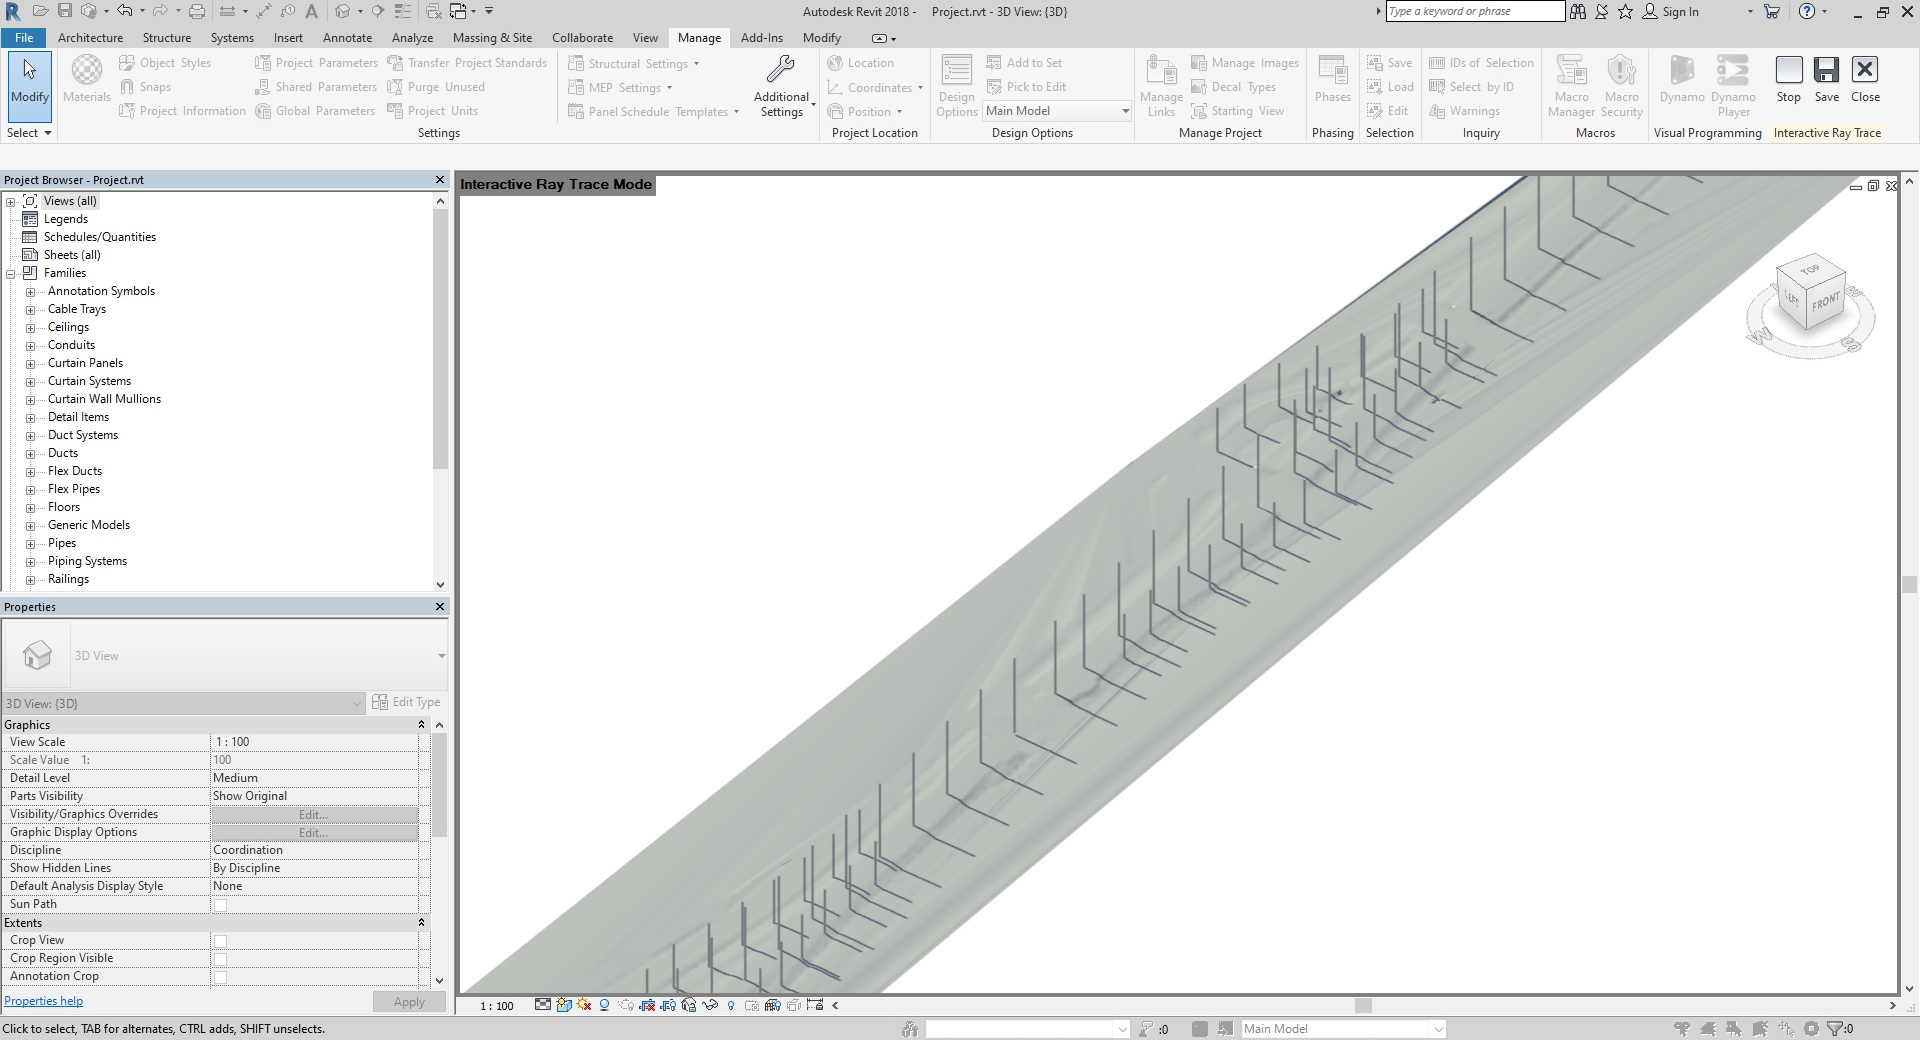 Autodesk Revit 2018 - Project.rvt - 3D View: {3D}
Type a keyword or phrase
Sign In
File Architecture Structure Systems Insert Annotate Analyze Massing & Site Collaborate View Manage Add-Ins Modify
Modify
Select
Materials
Object Styles
Snaps
Project Information
Project Parameters
Shared Parameters
Global Parameters
Transfer Project Standards
Purge Unused
Project Units
Structural Settings
MEP Settings
Panel Schedule Templates
Additional
Settings
Settings
Location
Coordinates
Position
Project Location
Design
Options
Add to Set
Pick to Edit
Main Model
Design Options
Manage
Links
Manage Images
Decal Types
Starting View
Manage Project
Phases
Phasing
Save
Load
Edit
Selection
IDs of Selection
Select by ID
Warnings
Inquiry
Macro
Manager
Macro
Security
Macros
Dynamo
Dynamo
Player
Visual Programming
Stop
Save
Close
Interactive Ray Trace
Project Browser - Project.rvt
Views (all)
Legends
Schedules/Quantities
Sheets (all)
Families
Annotation Symbols
Cable Trays
Ceilings
Conduits
Curtain Panels
Curtain Systems
Curtain Wall Mullions
Detail Items
Duct Systems
Ducts
Flex Ducts
Flex Pipes
Floors
Generic Models
Pipes
Piping Systems
Railings
Properties
3D View
3D View: {3D}
Edit Type
Graphics
View Scale 1 : 100
Scale Value 1: 100
Detail Level Medium
Parts Visibility Show Original
Visibility/Graphics Overrides Edit...
Graphic Display Options Edit...
Discipline Coordination
Show Hidden Lines By Discipline
Default Analysis Display Style None
Sun Path
Extents
Crop View
Crop Region Visible
Annotation Crop
Properties help
Apply
Interactive Ray Trace Mode
TOP
LEFT
FRONT
W
S
1 : 100
Click to select, TAB for alternates, CTRL adds, SHIFT unselects.
:0
Main Model
:0